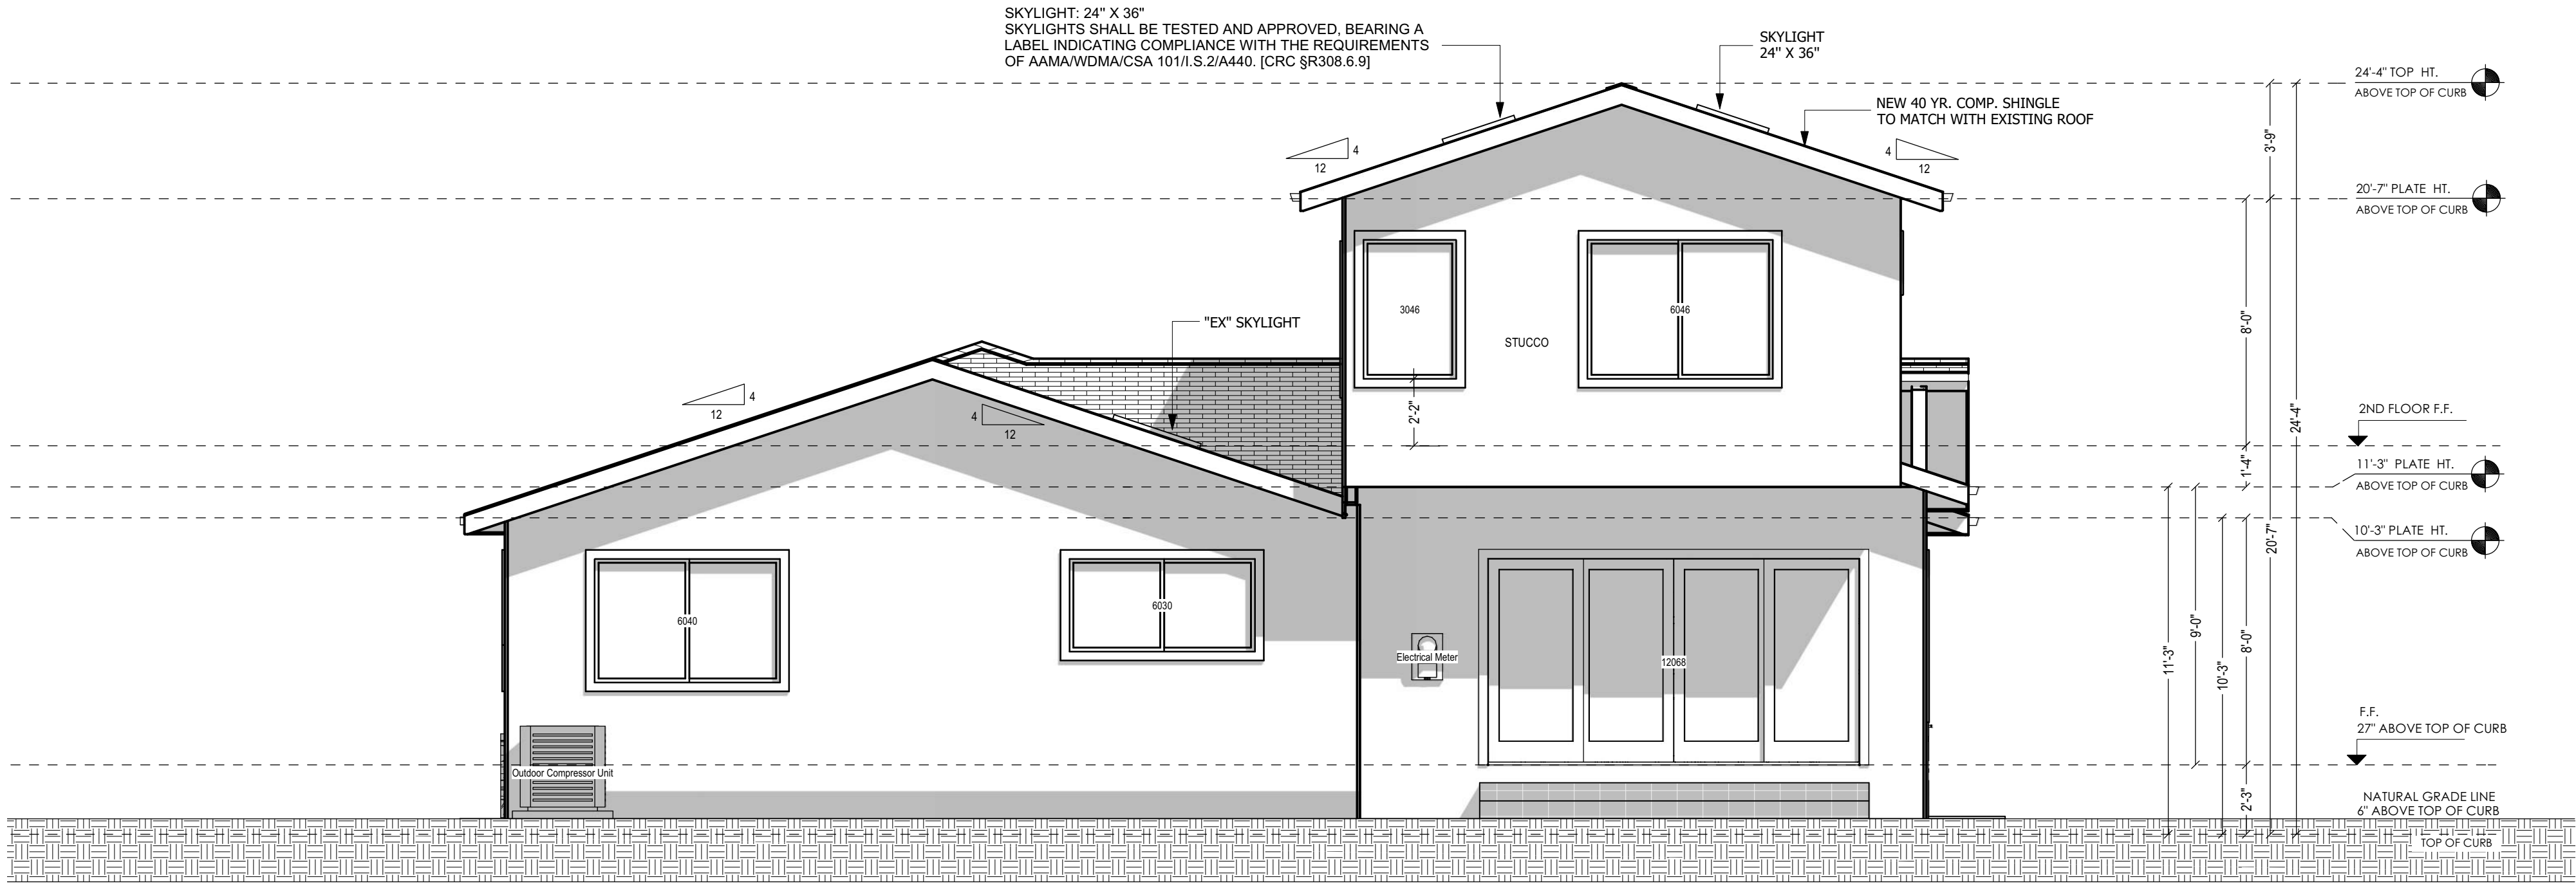 SKYLIGHT: 24" X 36"
SKYLIGHTS SHALL BE TESTED AND APPROVED, BEARING A
LABEL INDICATING COMPLIANCE WITH THE REQUIREMENTS
OF AAMA/WDMA/CSA 101/I.S.2/A440. [CRC §R308.6.9]
SKYLIGHT
24" X 36"
NEW 40 YR. COMP. SHINGLE
TO MATCH WITH EXISTING ROOF
24'-4" TOP HT.
ABOVE TOP OF CURB
3'-9"
4
12
4
12
20'-7" PLATE HT.
ABOVE TOP OF CURB
3046
6046
STUCCO
"EX" SKYLIGHT
8'-0"
4
12
4
12
2'-2"
24'-4"
2ND FLOOR F.F.
1'-4"
11'-3" PLATE HT.
ABOVE TOP OF CURB
10'-3" PLATE HT.
ABOVE TOP OF CURB
20'-7"
6040
6030
Electrical Meter
12068
11'-3"
9'-0"
10'-3"
8'-0"
F.F.
27" ABOVE TOP OF CURB
Outdoor Compressor Unit
2'-3"
NATURAL GRADE LINE
6" ABOVE TOP OF CURB
TOP OF CURB